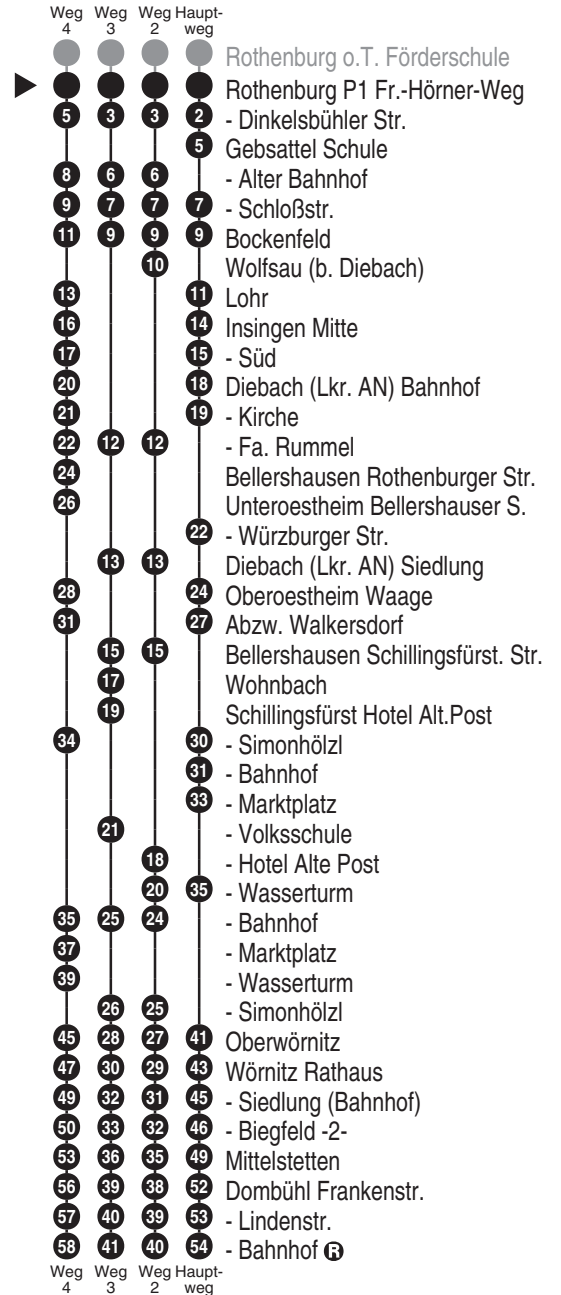 Weg 4 Weg 3 Weg 2 Haupt-weg
Rothenburg o.T. Förderschule
Rothenburg P1 Fr.-Hörner-Weg
5 3 3 2 - Dinkelsbühler Str.
5 Gebsattel Schule
8 6 6 - Alter Bahnhof
9 7 7 7 - Schloßstr.
11 9 9 9 Bockenfeld
10 Wolfsau (b. Diebach)
13 11 Lohr
16 14 Insingen Mitte
17 15 - Süd
20 18 Diebach (Lkr. AN) Bahnhof
21 19 - Kirche
22 12 12 - Fa. Rummel
24 Bellershausen Rothenburger Str.
26 Unteroestheim Bellershauser S.
22 - Würzburger Str.
13 13 Diebach (Lkr. AN) Siedlung
28 24 Oberoestheim Waage
31 27 Abzw. Walkersdorf
15 15 Bellershausen Schillingsfürst. Str.
17 Wohnbach
19 Schillingsfürst Hotel Alt.Post
34 30 - Simonhölzl
31 - Bahnhof
33 - Marktplatz
21 - Volksschule
18 - Hotel Alte Post
20 35 - Wasserturm
35 25 24 - Bahnhof
37 - Marktplatz
39 - Wasserturm
26 25 - Simonhölzl
45 28 27 41 Oberwörnitz
47 30 29 43 Wörnitz Rathaus
49 32 31 45 - Siedlung (Bahnhof)
50 33 32 46 - Biegfeld -2-
53 36 35 49 Mittelstetten
56 39 38 52 Dombühl Frankenstr.
57 40 39 53 - Lindenstr.
58 41 40 54 - Bahnhof R
Weg 4 Weg 3 Weg 2 Haupt-weg